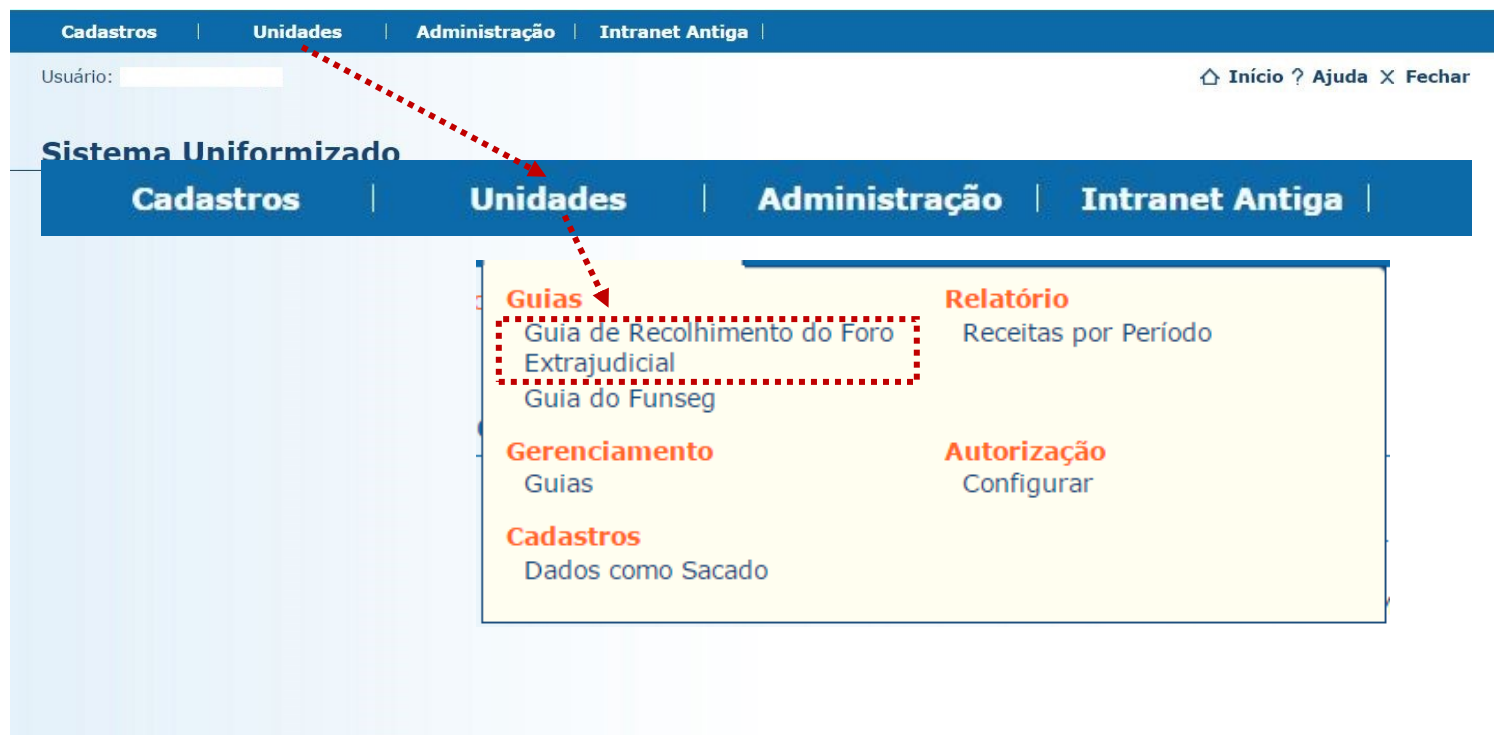 Cadastros | Unidades | Administração | Intranet Antiga |
Usuário:
Início ? Ajuda X Fechar
Sistema Uniformizado
Cadastros | Unidades | Administração | Intranet Antiga |
Guias
Guia de Recolhimento do Foro
Extrajudicial
Guia do Funseg
Relatório
Receitas por Período
Gerenciamento
Guias
Autorização
Configurar
Cadastros
Dados como Sacado